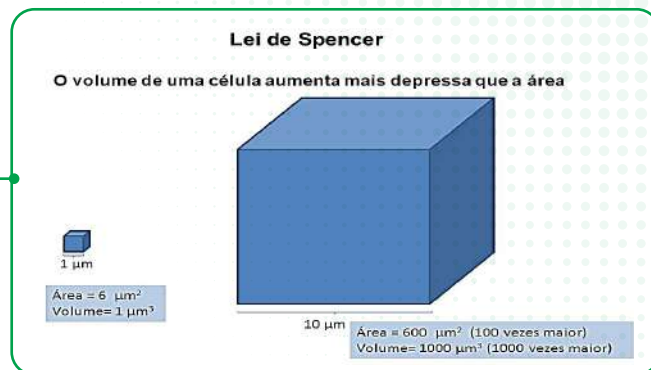 Lei de Spencer
O volume de uma célula aumenta mais depressa que a área
1 µm
Área = 6 µm²
Volume= 1 µm³
10 µm
Área = 600 µm² (100 vezes maior)
Volume= 1000 µm³ (1000 vezes maior)